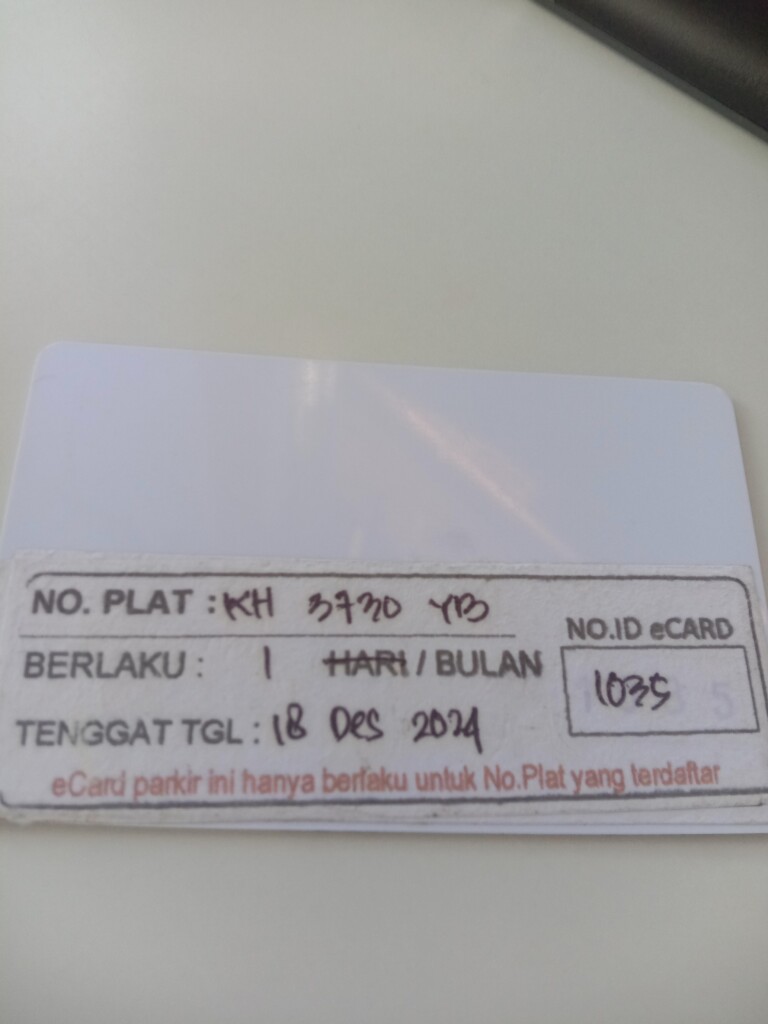 NO. PLAT : KH 3730 YB
NO.ID eCARD
BERLAKU : 1 HARI / BULAN
1035
TENGGAT TGL : 18 Des 2024
eCard parkir ini hanya berlaku untuk No.Plat yang terdaftar